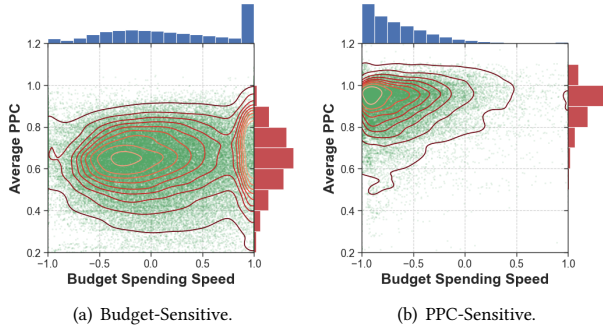 1.2
1.0
0.8
0.6
0.4
0.2
Average PPC
−1.0 −0.5 0.0 0.5 1.0
Budget Spending Speed
(a) Budget-Sensitive.
1.2
1.0
0.8
0.6
0.4
0.2
Average PPC
−1.0 −0.5 0.0 0.5 1.0
Budget Spending Speed
(b) PPC-Sensitive.